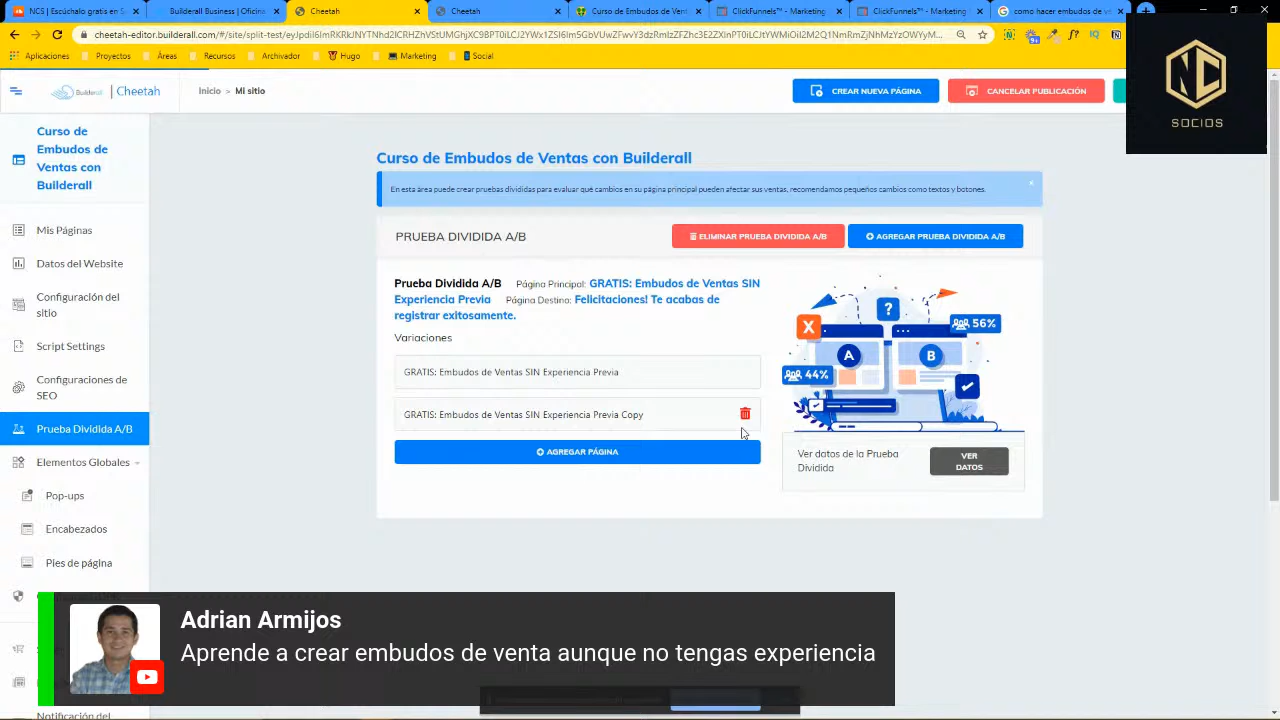 NCS | Escúchalo gratis en S
Builderall Business | Oficina
Cheetah
Cheetah
Curso de Embudos de Ventas
ClickFunnels™ - Marketing
ClickFunnels™ - Marketing
como hacer embudos de v
Aplicaciones
Proyectos
Áreas
Recursos
Archivador
Hugo
Marketing
Social
Builderall | Cheetah
Inicio > Mi sitio
CREAR NUEVA PÁGINA
CANCELAR PUBLICACIÓN
NC
SOCIOS
Curso de
Embudos de
Ventas con
Builderall
Mis Páginas
Datos del Website
Configuración del
sitio
Script Settings
Configuraciones de
SEO
Prueba Dividida A/B
Elementos Globales
Pop-ups
Encabezados
Pies de página
Notificación del
Curso de Embudos de Ventas con Builderall
En esta área puede crear pruebas divididas para evaluar qué cambios en su página principal pueden afectar sus ventas, recomendamos pequeños cambios como textos y botones.
PRUEBA DIVIDIDA A/B
ELIMINAR PRUEBA DIVIDIDA A/B
AGREGAR PRUEBA DIVIDIDA A/B
Prueba Dividida A/B Página Principal: GRATIS: Embudos de Ventas SIN
Experiencia Previa Página Destino: Felicitaciones! Te acabas de
registrar exitosamente.
Variaciones
GRATIS: Embudos de Ventas SIN Experiencia Previa
GRATIS: Embudos de Ventas SIN Experiencia Previa Copy
AGREGAR PÁGINA
?
X
56%
A
B
44%
Ver datos de la Prueba
Dividida
VER
DATOS
Adrian Armijos
Aprende a crear embudos de venta aunque no tengas experiencia